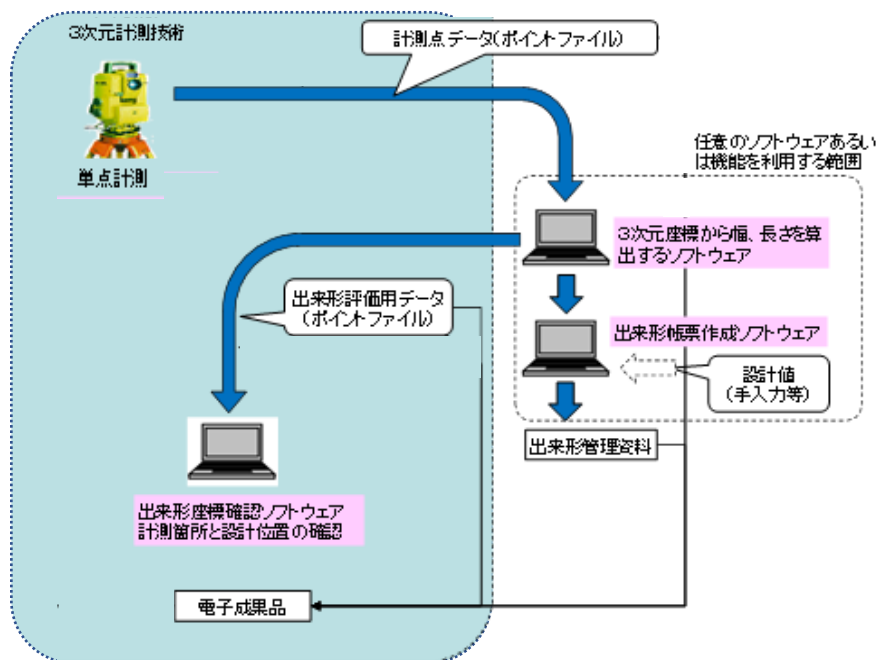 3次元計測技術
計測点データ(ポイントファイル)
単点計測
任意のソフトウェアあるい
は機能を利用する範囲
3次元座標から幅、長さを算
出するソフトウェア
出来形評価用データ
(ポイントファイル)
出来形帳票作成ソフトウェア
設計値
(手入力等)
出来形管理資料
出来形座標確認ソフトウェア
計測箇所と設計位置の確認
電子成果品